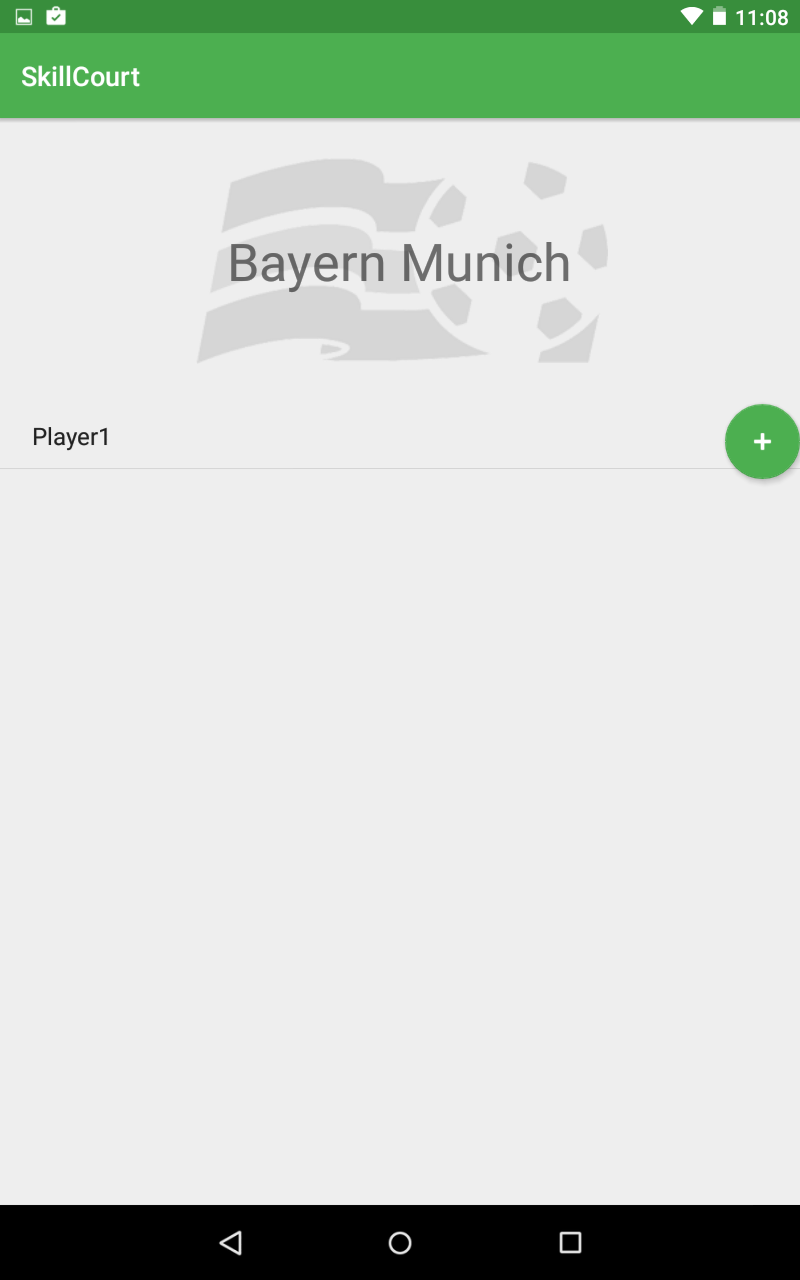 11:08
SkillCourt
Bayern Munich
Player1
+